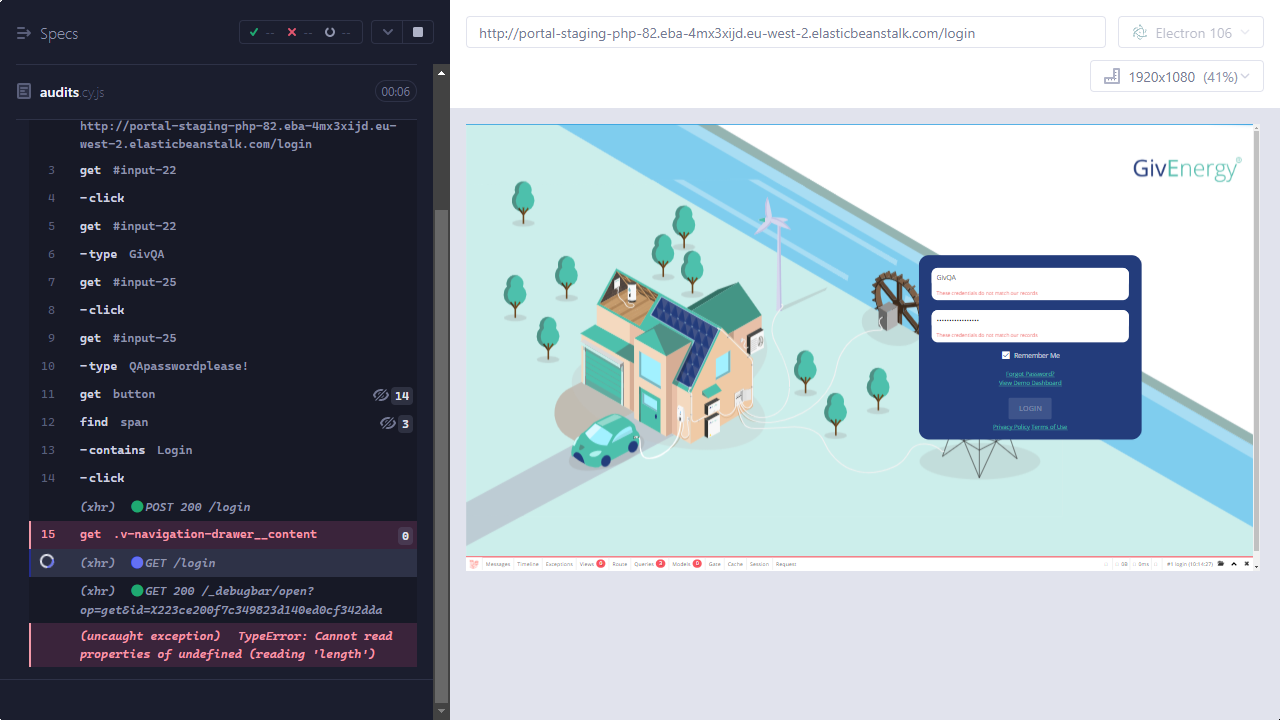 Specs
--
--
--
audits.cy.js
00:06
http://portal-staging-php-82.eba-4mx3xijd.eu-
west-2.elasticbeanstalk.com/login
3 get #input-22
4 -click
5 get #input-22
6 -type GivQA
7 get #input-25
8 -click
9 get #input-25
10 -type QApasswordplease!
11 get button 14
12 find span 3
13 -contains Login
14 -click
(xhr) POST 200 /login
15 get .v-navigation-drawer__content 0
(xhr) GET /login
(xhr) GET 200 /_debugbar/open?
op=get&id=X223ce200f7c349823d140ed0cf342dda
(uncaught exception) TypeError: Cannot read
properties of undefined (reading 'length')
http://portal-staging-php-82.eba-4mx3xijd.eu-west-2.elasticbeanstalk.com/login
Electron 106
1920x1080 (41%)
GivEnergy
GivQA
These credentials do not match our records
These credentials do not match our records
Remember Me
Forgot Password?
View Demo Dashboard
LOGIN
Privacy Policy Terms of Use
Messages Timeline Exceptions Views Route Queries Models Gate Cache Session Request
0ms
#1 login